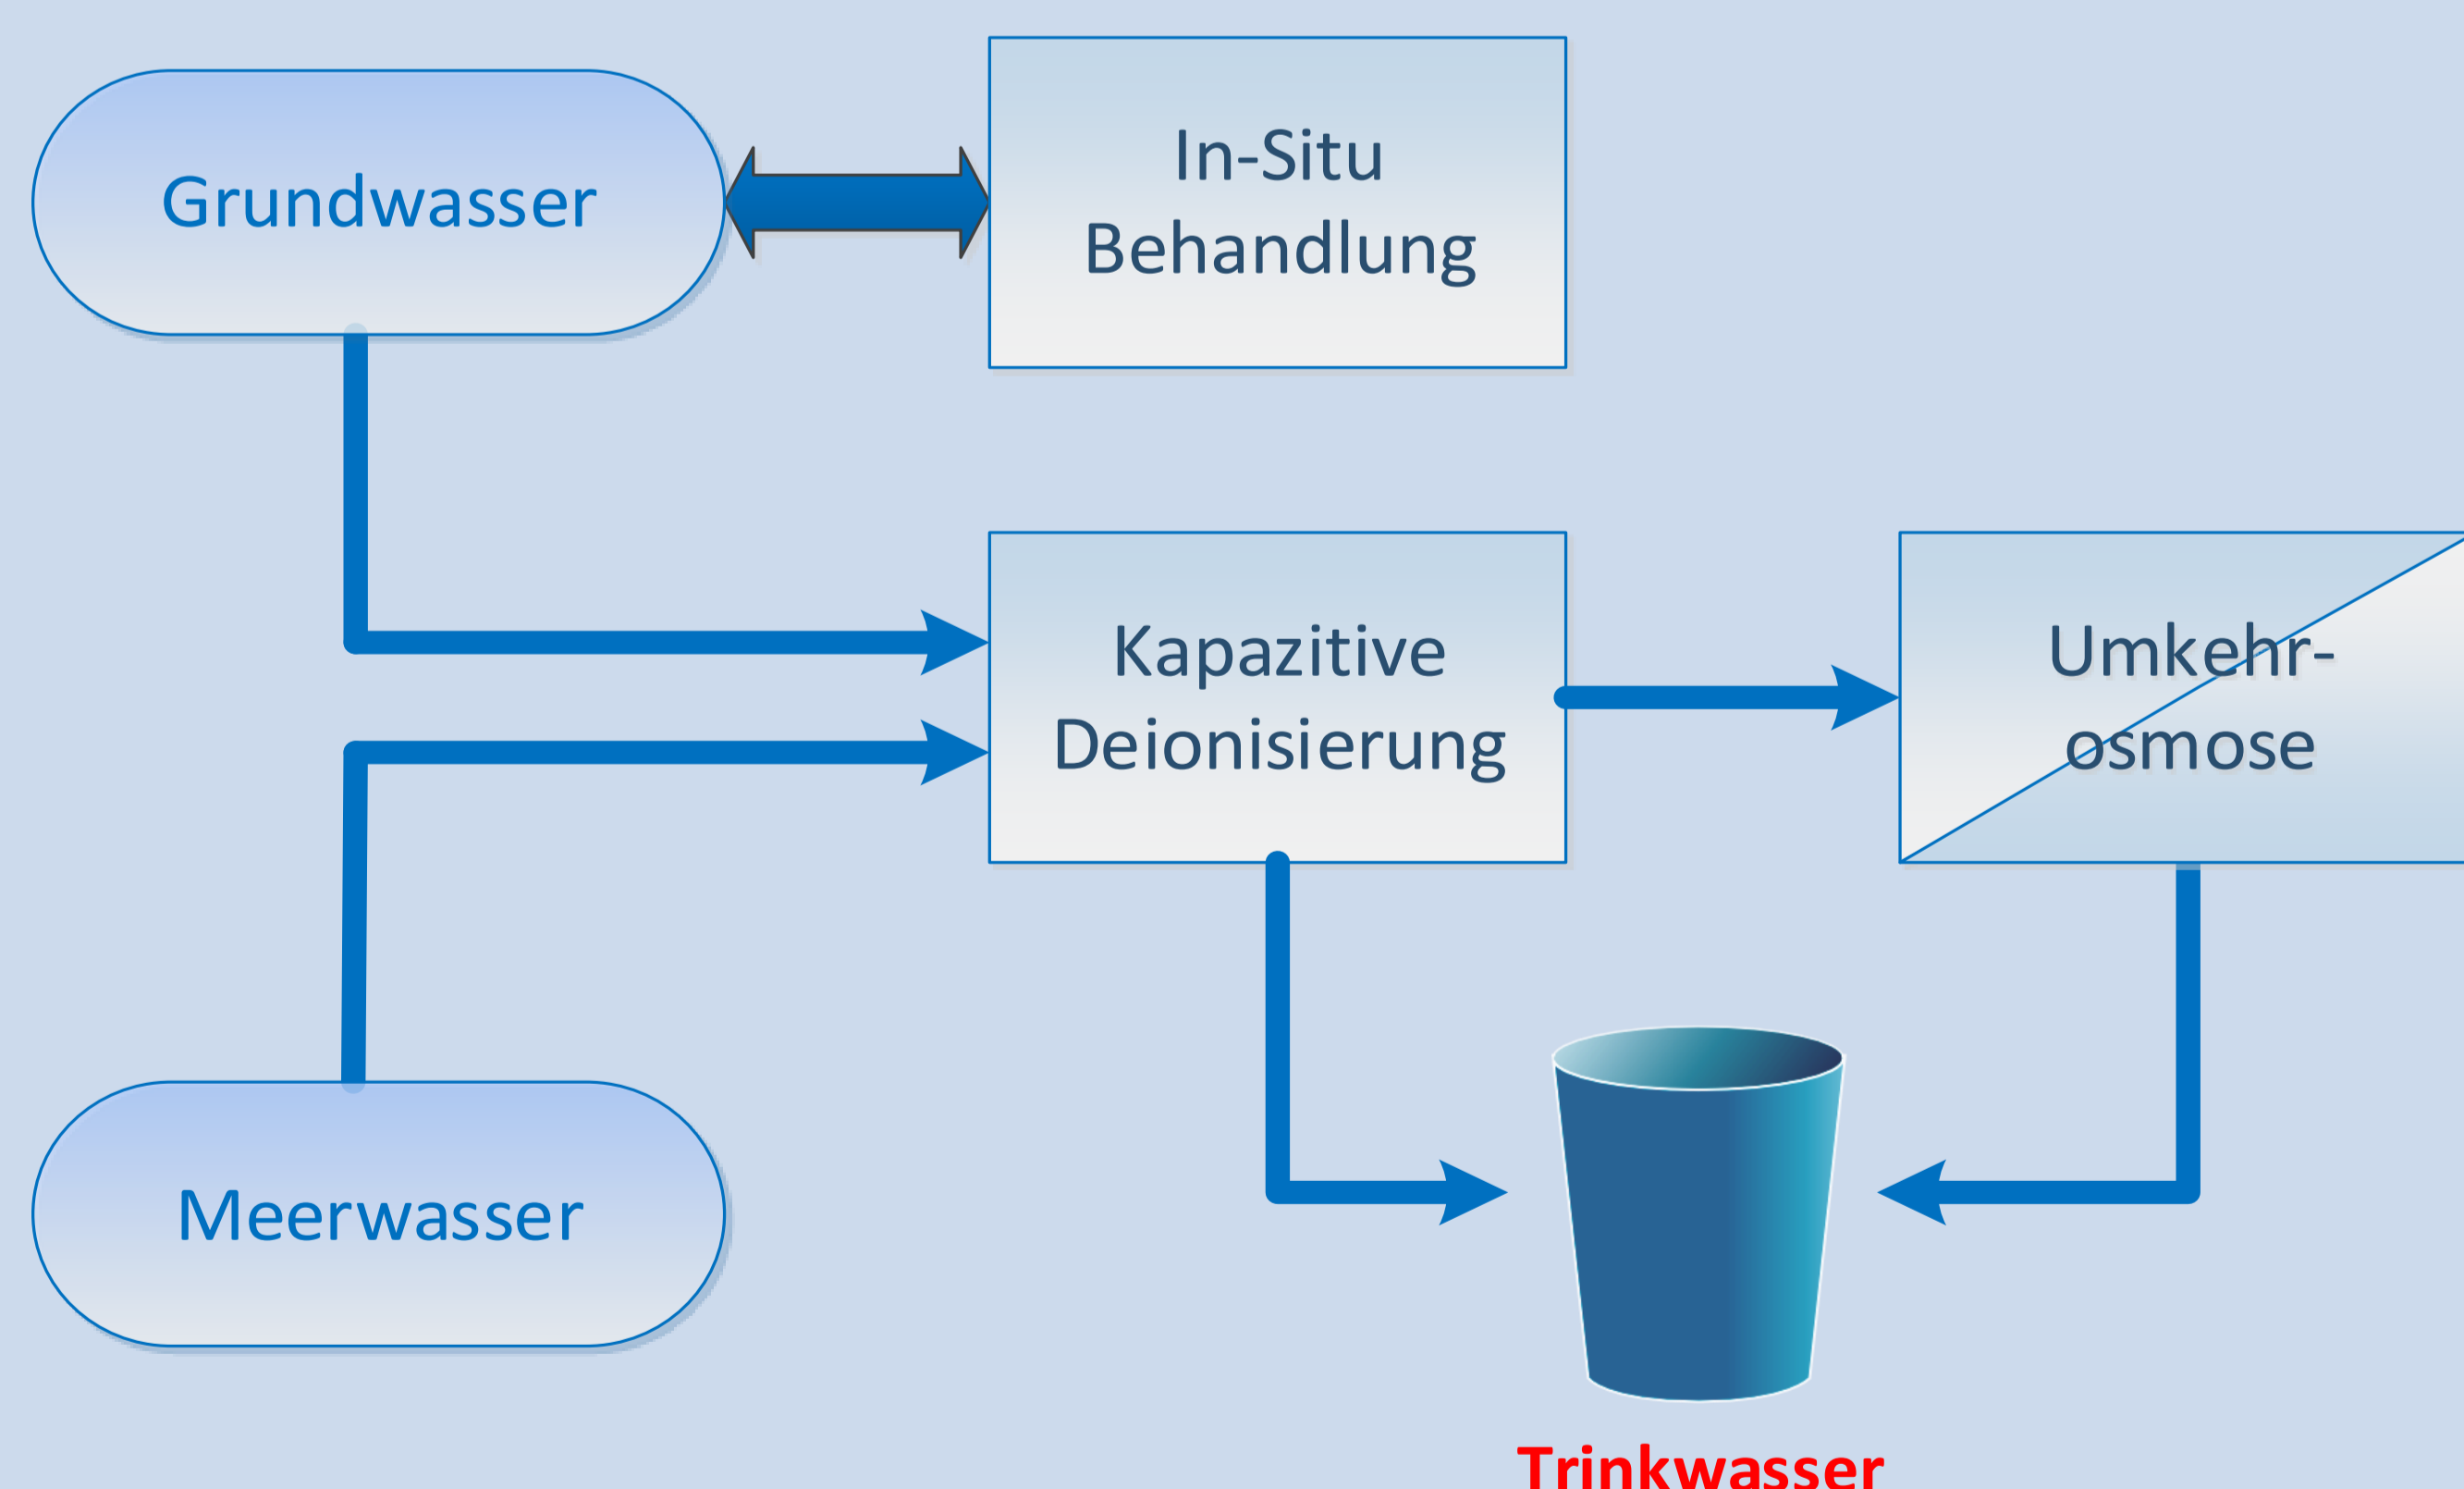 Grundwasser
In-Situ
Behandlung
Kapazitive
Deionisierung
Umkehr-
osmose
Meerwasser
Trinkwasser